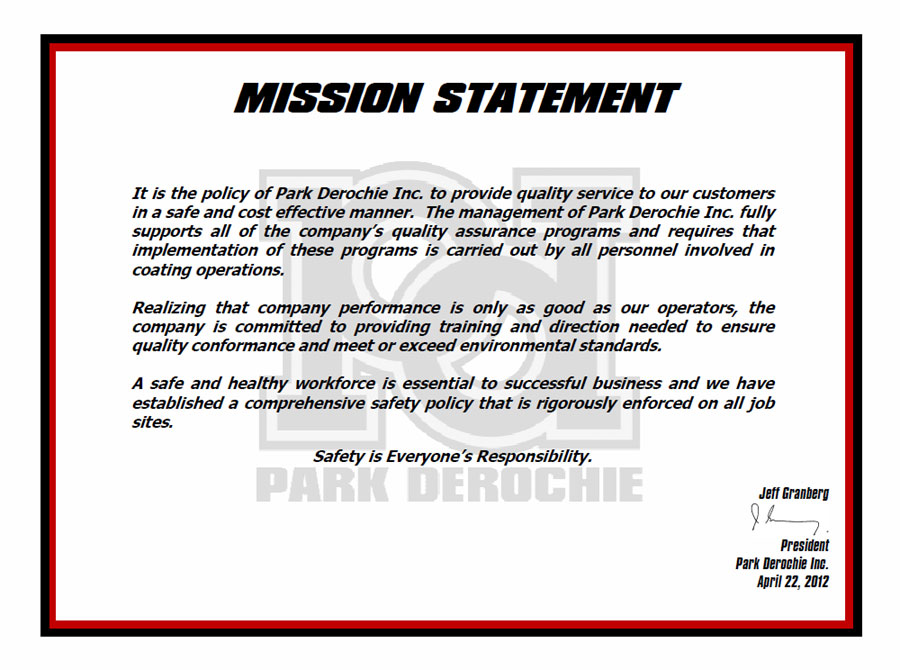 MISSION STATEMENT
It is the policy of Park Derochie Inc. to provide quality service to our customers
in a safe and cost effective manner.  The management of Park Derochie Inc. fully
supports all of the company's quality assurance programs and requires that
implementation of these programs is carried out by all personnel involved in
coating operations.
Realizing that company performance is only as good as our operators, the
company is committed to providing training and direction needed to ensure
quality conformance and meet or exceed environmental standards.
A safe and healthy workforce is essential to successful business and we have
established a comprehensive safety policy that is rigorously enforced on all job
sites.
Safety is Everyone's Responsibility.
PARK DEROCHIE
Jeff Granberg
President
Park Derochie Inc.
April 22, 2012